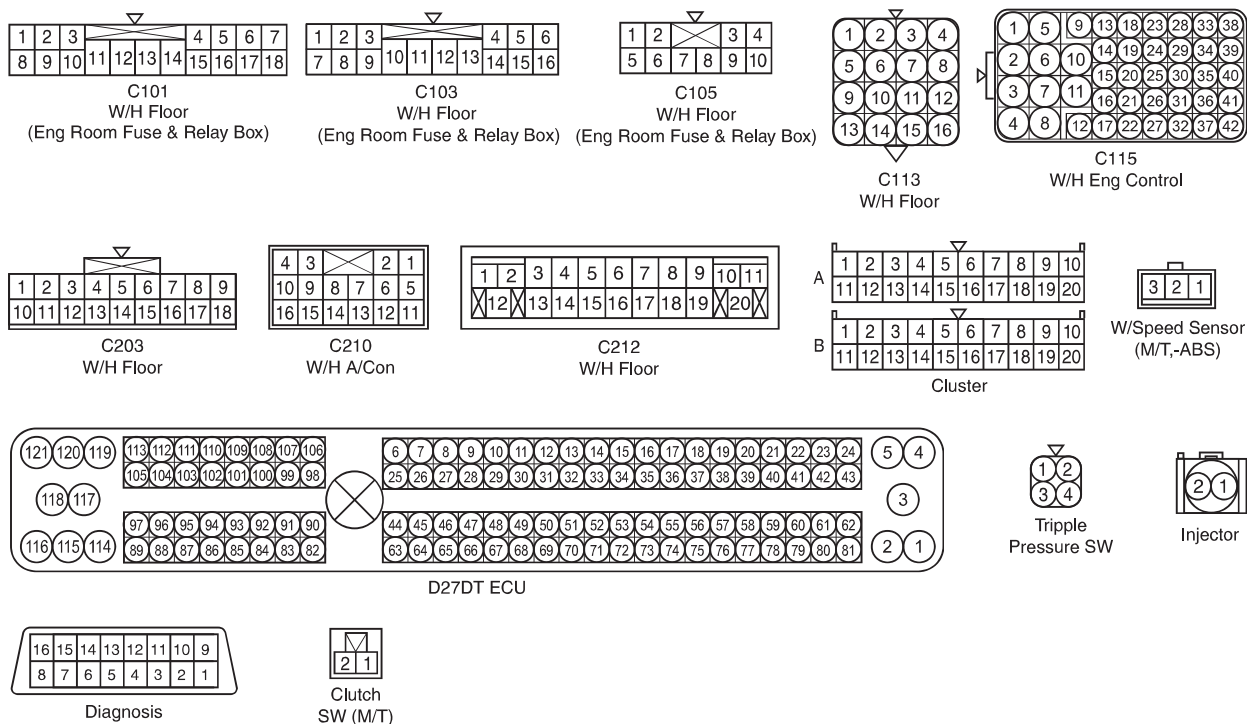 1 2 3 4 5 6 7
8 9 10 11 12 13 14 15 16 17 18
C101
W/H Floor
(Eng Room Fuse & Relay Box)
1 2 3 4 5 6
7 8 9 10 11 12 13 14 15 16
C103
W/H Floor
(Eng Room Fuse & Relay Box)
1 2 3 4
5 6 7 8 9 10
C105
W/H Floor
(Eng Room Fuse & Relay Box)
1 2 3 4
5 6 7 8
9 10 11 12
13 14 15 16
C113
W/H Floor
1 5 9 13 18 23 28 33 38
14 19 24 29 34 39
2 6 10
15 20 25 30 35 40
3 7 11
16 21 26 31 36 41
4 8 12 17 22 27 32 37 42
C115
W/H Eng Control
1 2 3 4 5 6 7 8 9
10 11 12 13 14 15 16 17 18
C203
W/H Floor
4 3 2 1
10 9 8 7 6 5
16 15 14 13 12 11
C210
W/H A/Con
1 2 3 4 5 6 7 8 9 10 11
12 13 14 15 16 17 18 19 20
C212
W/H Floor
A
1 2 3 4 5 6 7 8 9 10
11 12 13 14 15 16 17 18 19 20
B
1 2 3 4 5 6 7 8 9 10
11 12 13 14 15 16 17 18 19 20
Cluster
3 2 1
W/Speed Sensor
(M/T,-ABS)
121 120 119 113 112 111 110 109 108 107 106 6 7 8 9 10 11 12 13 14 15 16 17 18 19 20 21 22 23 24 5 4
105 104 103 102 101 100 99 98 25 26 27 28 29 30 31 32 33 34 35 36 37 38 39 40 41 42 43
118 117 3
97 96 95 94 93 92 91 90 44 45 46 47 48 49 50 51 52 53 54 55 56 57 58 59 60 61 62
116 115 114 89 88 87 86 85 84 83 82 63 64 65 66 67 68 69 70 71 72 73 74 75 76 77 78 79 80 81 2 1
D27DT ECU
1 2
3 4
Tripple
Pressure SW
2 1
Injector
16 15 14 13 12 11 10 9
8 7 6 5 4 3 2 1
Diagnosis
2 1
Clutch
SW (M/T)